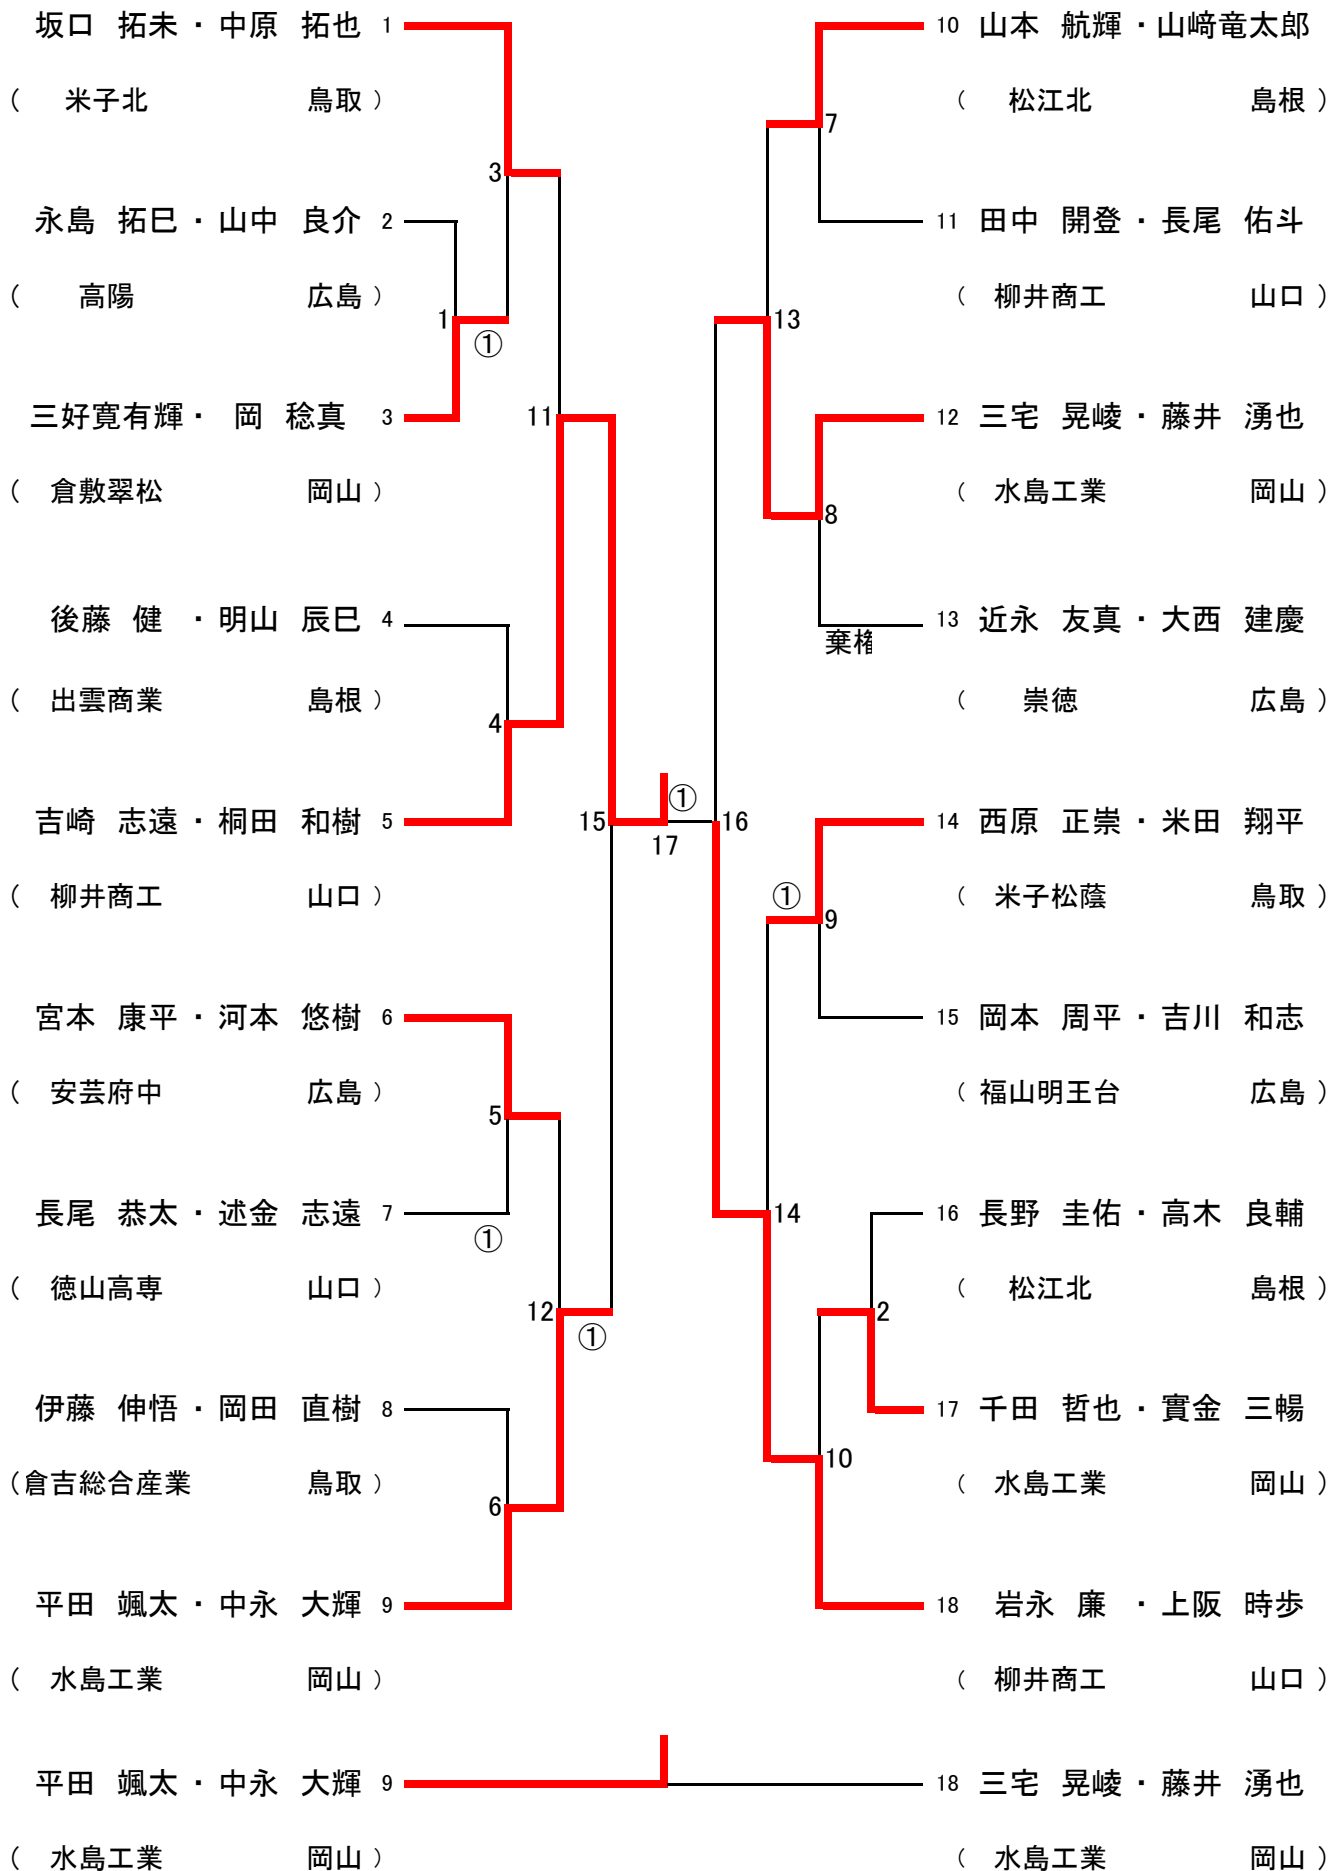 坂口 拓未・中原 拓也 1
( 米子北 鳥取 )
永島 拓巳・山中 良介 2
( 高陽 広島 )
三好寛有輝・ 岡 稔真 3
( 倉敷翠松 岡山 )
後藤 健 ・明山 辰巳 4
( 出雲商業 島根 )
吉崎 志遠・桐田 和樹 5
( 柳井商工 山口 )
宮本 康平・河本 悠樹 6
( 安芸府中 広島 )
長尾 恭太・述金 志遠 7
( 徳山高専 山口 )
伊藤 伸悟・岡田 直樹 8
(倉吉総合産業 鳥取 )
平田 颯太・中永 大輝 9
( 水島工業 岡山 )
3
1
①
11
4
15
5
①
12
①
6
①
17
16
7
13
8
棄権
①
9
14
2
10
10 山本 航輝・山﨑竜太郎
( 松江北 島根 )
11 田中 開登・長尾 佑斗
( 柳井商工 山口 )
12 三宅 晃崚・藤井 湧也
( 水島工業 岡山 )
13 近永 友真・大西 建慶
( 崇徳 広島 )
14 西原 正崇・米田 翔平
( 米子松蔭 鳥取 )
15 岡本 周平・吉川 和志
( 福山明王台 広島 )
16 長野 圭佑・高木 良輔
( 松江北 島根 )
17 千田 哲也・實金 三暢
( 水島工業 岡山 )
18 岩永 廉 ・上阪 時歩
( 柳井商工 山口 )
平田 颯太・中永 大輝 9
( 水島工業 岡山 )
18 三宅 晃崚・藤井 湧也
( 水島工業 岡山 )